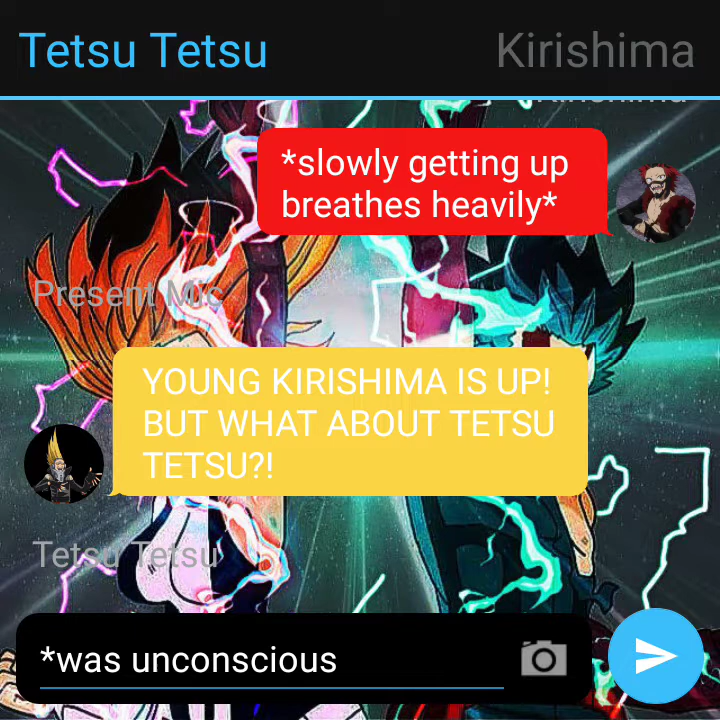 Tetsu Tetsu
Kirishima
*slowly getting up
breathes heavily*
Present Mic
YOUNG KIRISHIMA IS UP!
BUT WHAT ABOUT TETSU
TETSU?!
Tetsu Tetsu
*was unconscious